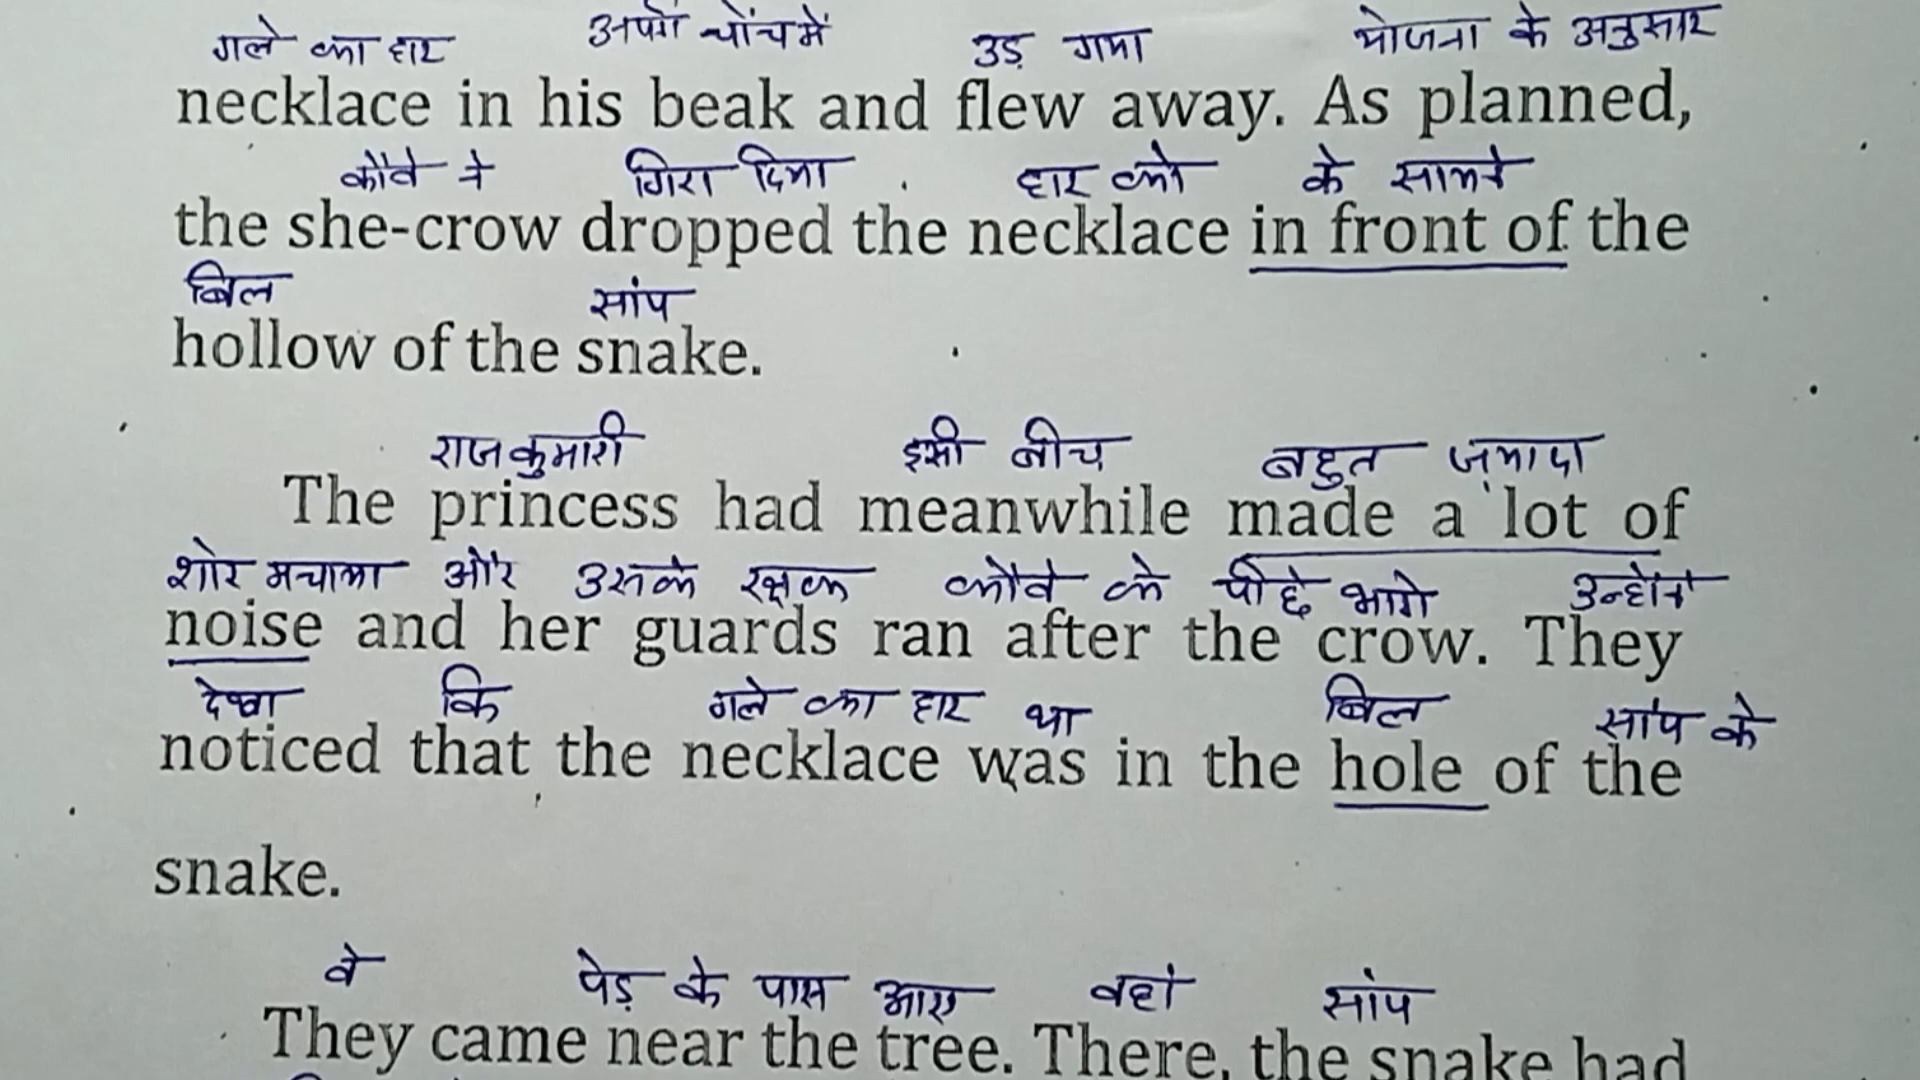 गले का हार अपने चोंच में उड़ गया योजना के अनुसार
necklace in his beak and flew away. As planned,
कौवे ने गिरा दिया हार को के सामने
the she-crow dropped the necklace in front of the
बिल सांप
hollow of the snake.
राजकुमारी इसी बीच बहुत ज़्यादा
The princess had meanwhile made a lot of
शोर मचाया और उसके रक्षक कौवे के पीछे भागे उन्होंने
noise and her guards ran after the crow. They
देखा कि गले का हार था बिल सांप के
noticed that the necklace was in the hole of the
snake.
वे पेड़ के पास आए वहां सांप
They came near the tree. There, the snake had